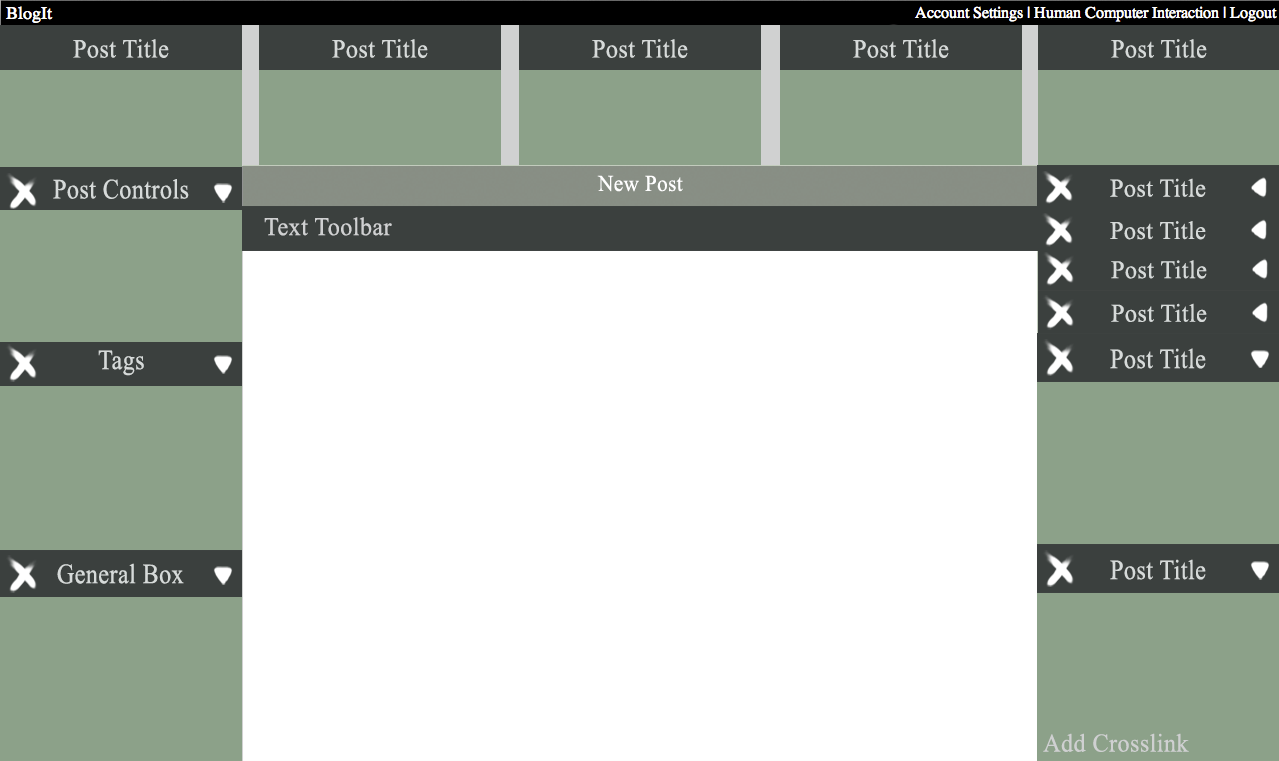 BlogIt
Account Settings | Human Computer Interaction | Logout
Post Title
Post Title
Post Title
Post Title
Post Title
Post Controls
New Post
Text Toolbar
Tags
General Box
Post Title
Post Title
Post Title
Post Title
Post Title
Post Title
Add Crosslink